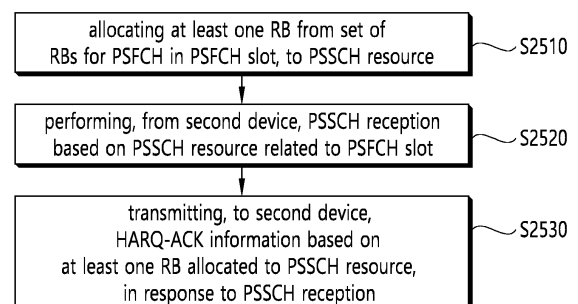 allocating at least one RB from set of
RBs for PSFCH in PSFCH slot, to PSSCH resource
S2510
performing, from second device, PSSCH reception
based on PSSCH resource related to PSFCH slot
S2520
transmitting, to second device,
HARQ-ACK information based on
at least one RB allocated to PSSCH resource,
in response to PSSCH reception
S2530